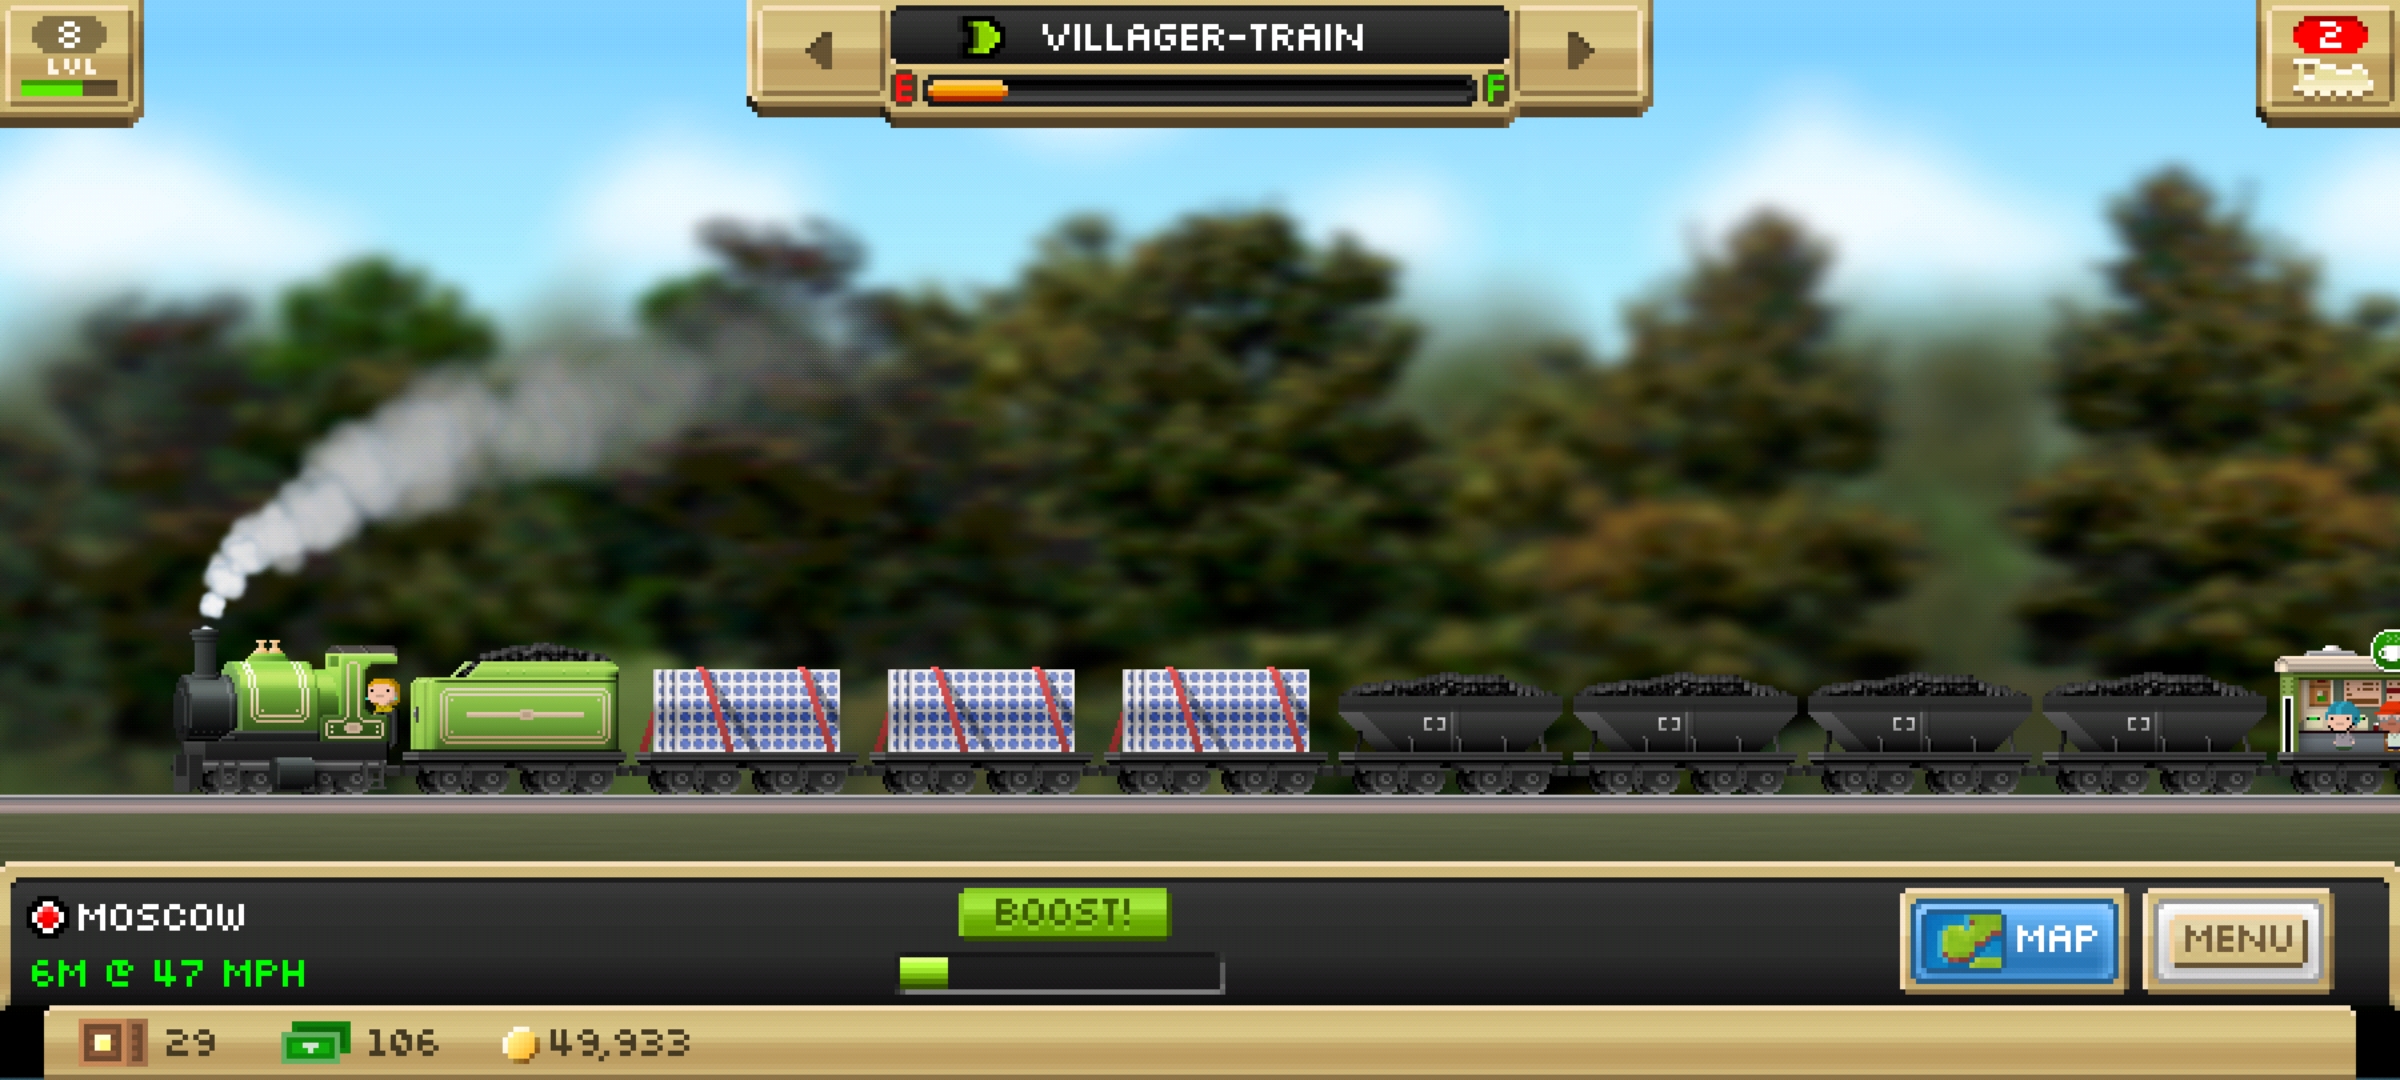 8
LVL
VILLAGER-TRAIN
E F
2
MOSCOW
6M @ 47 MPH
BOOST!
MAP
MENU
29
106
49,933